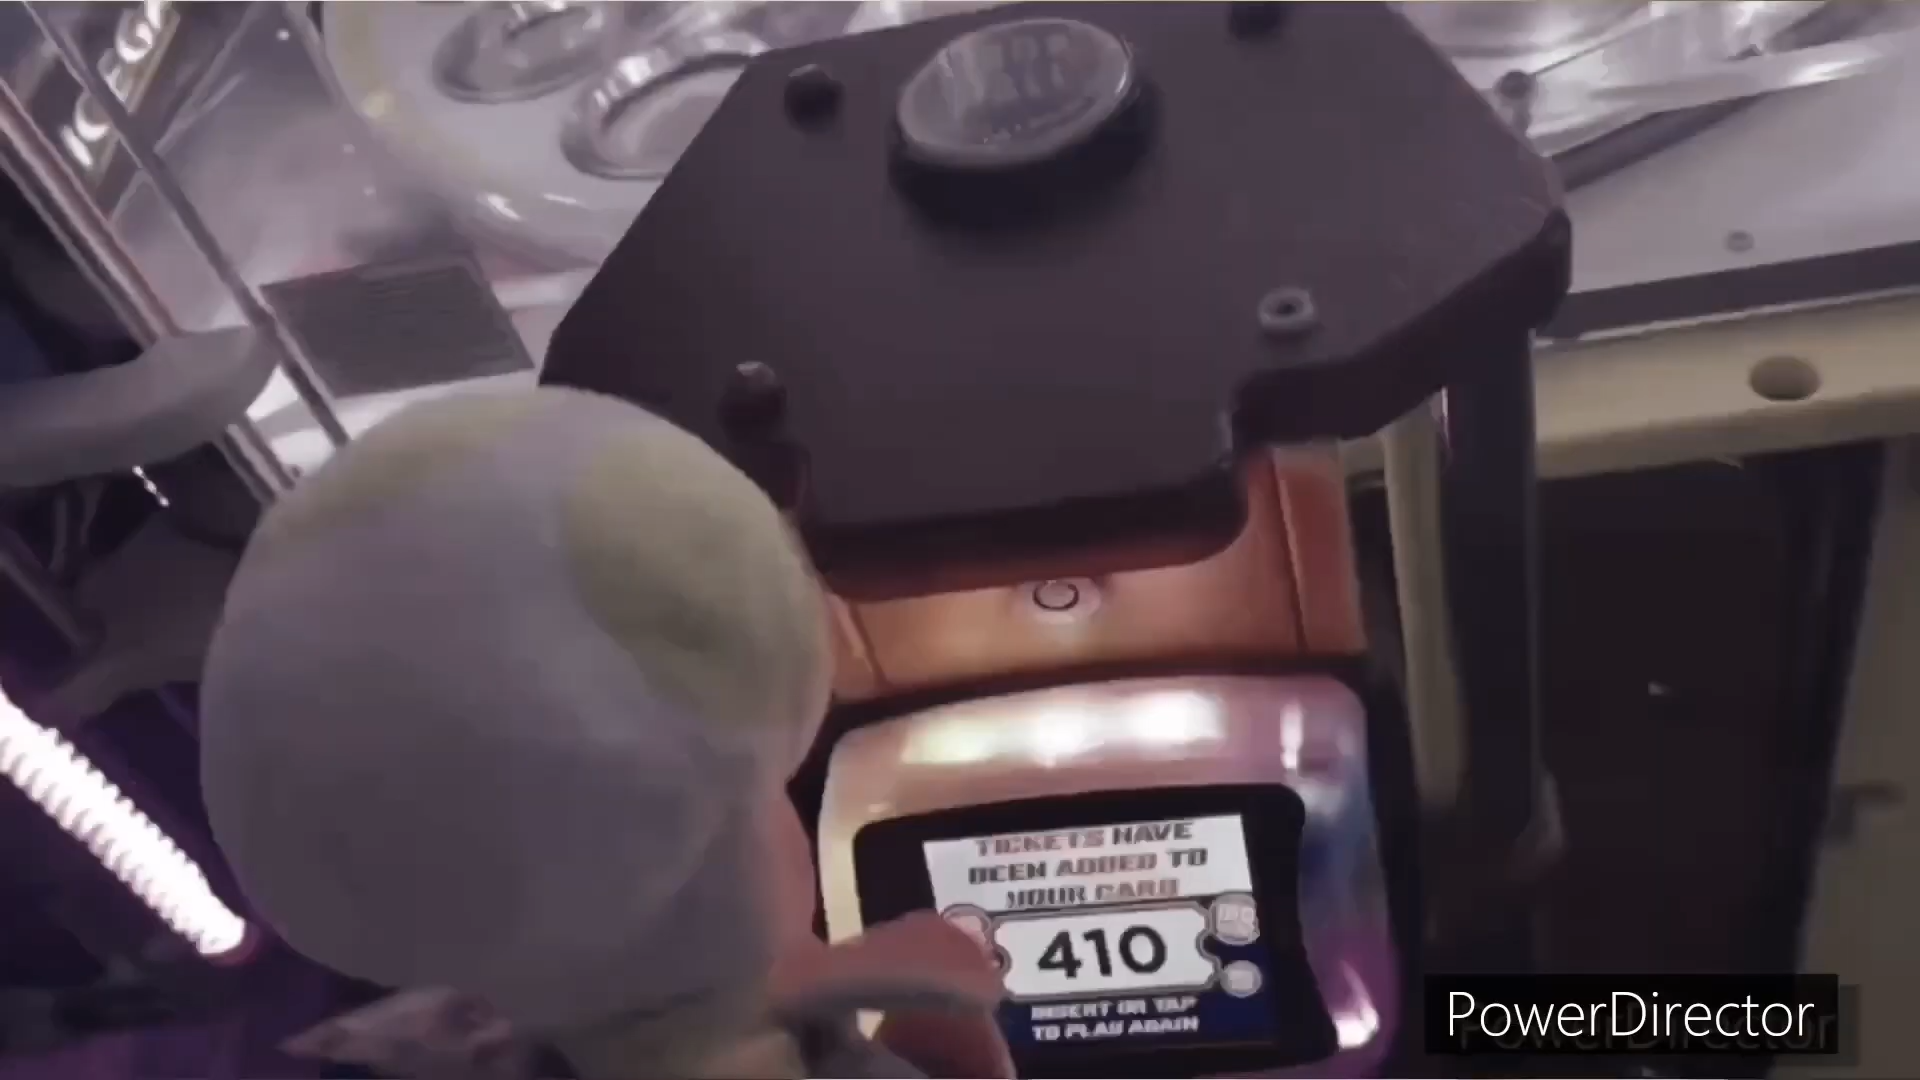 TICKETS HAVE
BEEN ADDED TO
YOUR CARD
410
INSERT OR TAP
TO PLAY AGAIN
PowerDirector